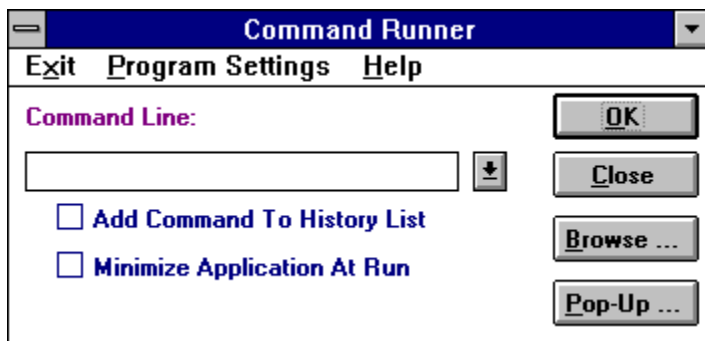 Command Runner
Exit Program Settings Help
Command Line:
OK
Close
Add Command To History List
Browse ...
Minimize Application At Run
Pop-Up ...